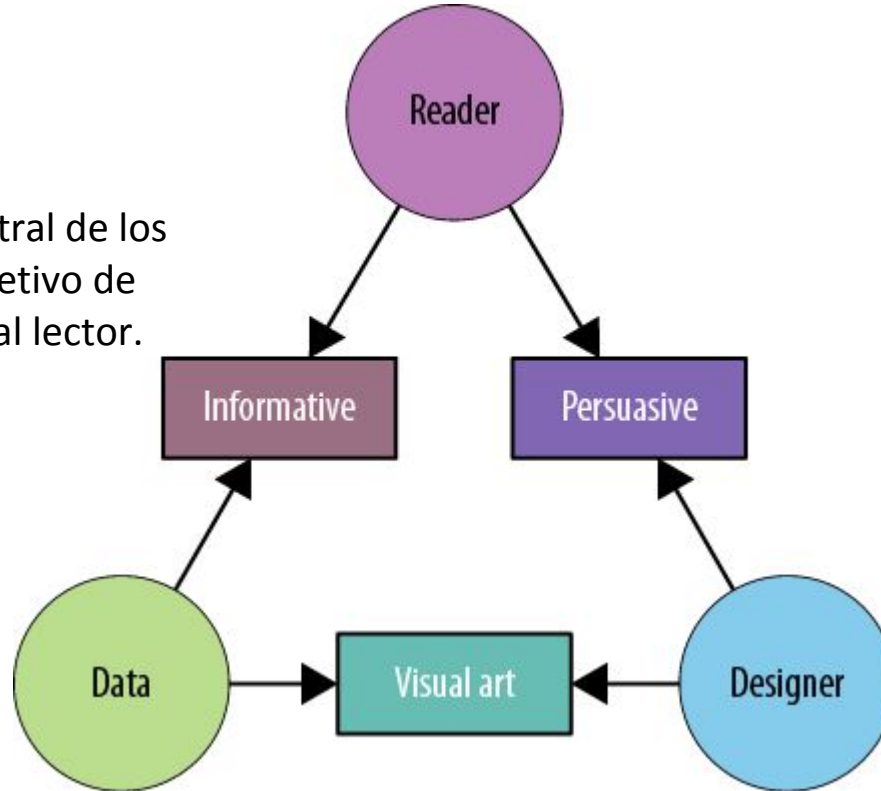 Reader
tral de los
etivo de
al lector.
Informative
Persuasive
Data
Visual art
Designer